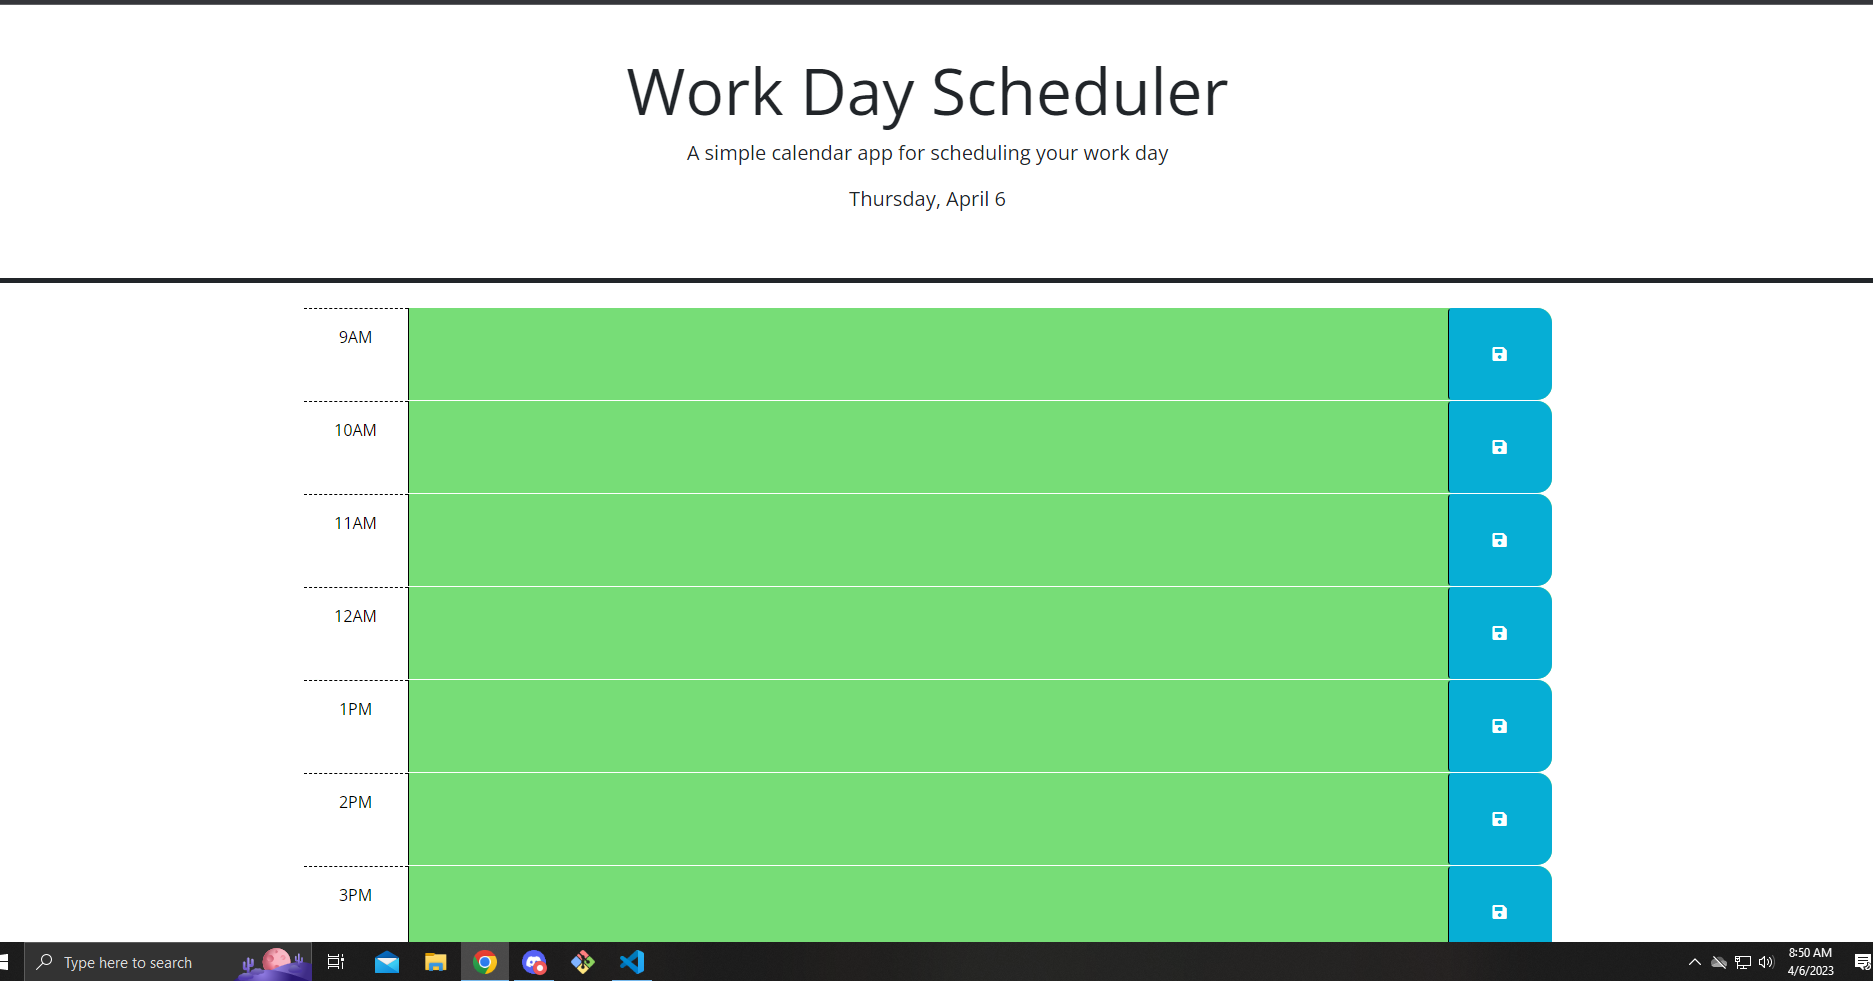 Work Day Scheduler
A simple calendar app for scheduling your work day
Thursday, April 6
9AM
10AM
11AM
12AM
1PM
2PM
3PM
Type here to search
8:50 AM
4/6/2023